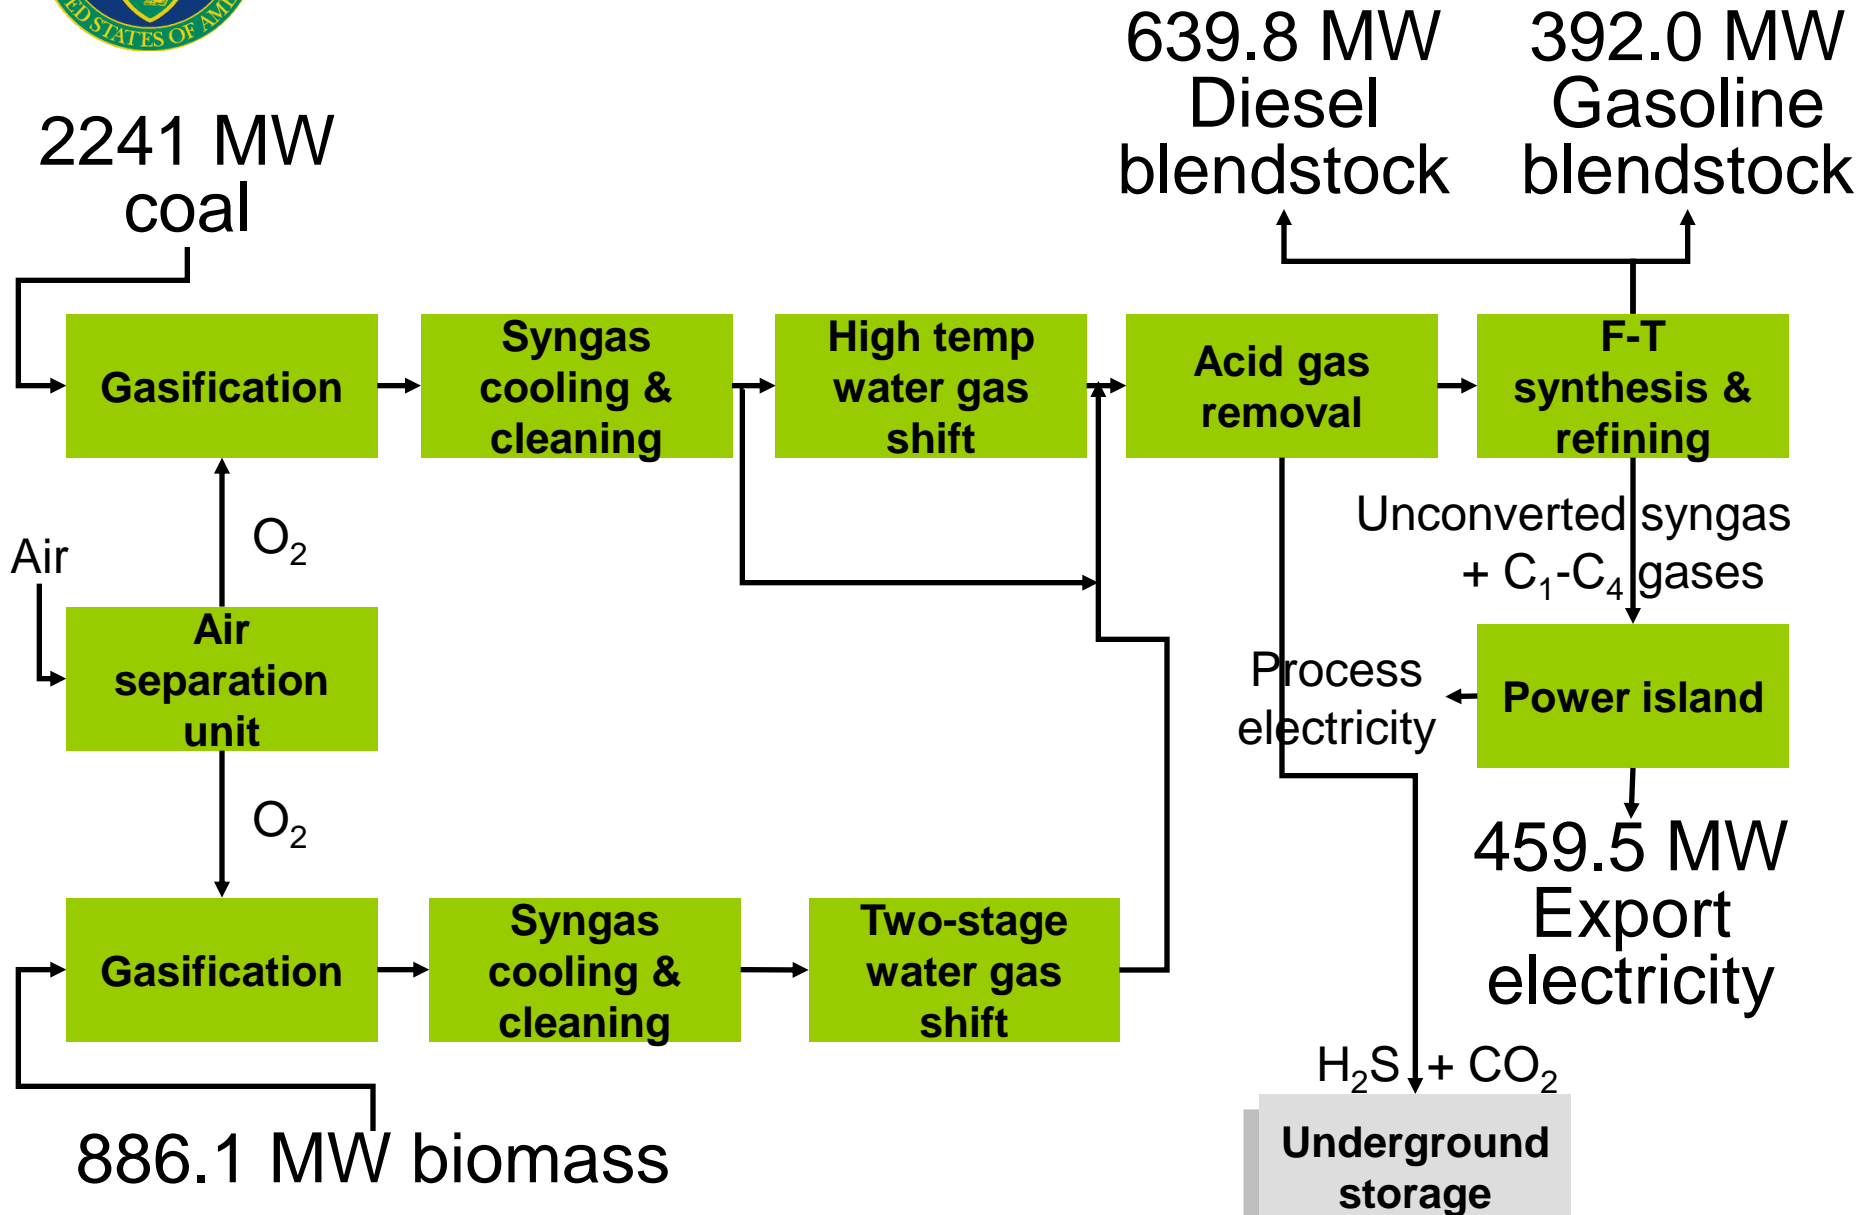 STATES OF
639.8 MW
Diesel
blendstock
392.0 MW
Gasoline
blendstock
2241 MW
coal
Gasification
Syngas
cooling &
cleaning
High temp
water gas
shift
Acid gas
removal
F-T
synthesis &
refining
O₂
Unconverted syngas
+ C₁-C₄ gases
Air
Air
separation
unit
Process
electricity
Power island
O₂
459.5 MW
Export
electricity
Gasification
Syngas
cooling &
cleaning
Two-stage
water gas
shift
H₂S + CO₂
886.1 MW biomass
Underground
storage